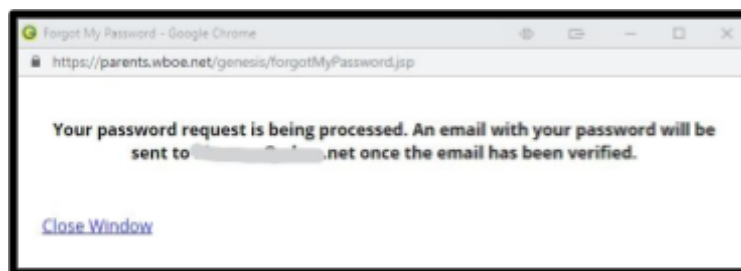 Forgot My Password - Google Chrome
https://parents.wboe.net/genesis/forgotMyPassword.jsp
Your password request is being processed. An email with your password will be
sent to .net once the email has been verified.
Close Window